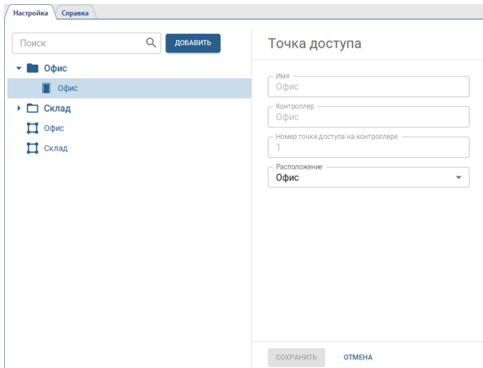 Настройка Справка
Поиск
ДОБАВИТЬ
Офис
Офис
Склад
Офис
Склад
Точка доступа
Имя
Офис
Контроллер
Офис
Номер точки доступа на контроллере
1
Расположение
Офис
СОХРАНИТЬ ОТМЕНА